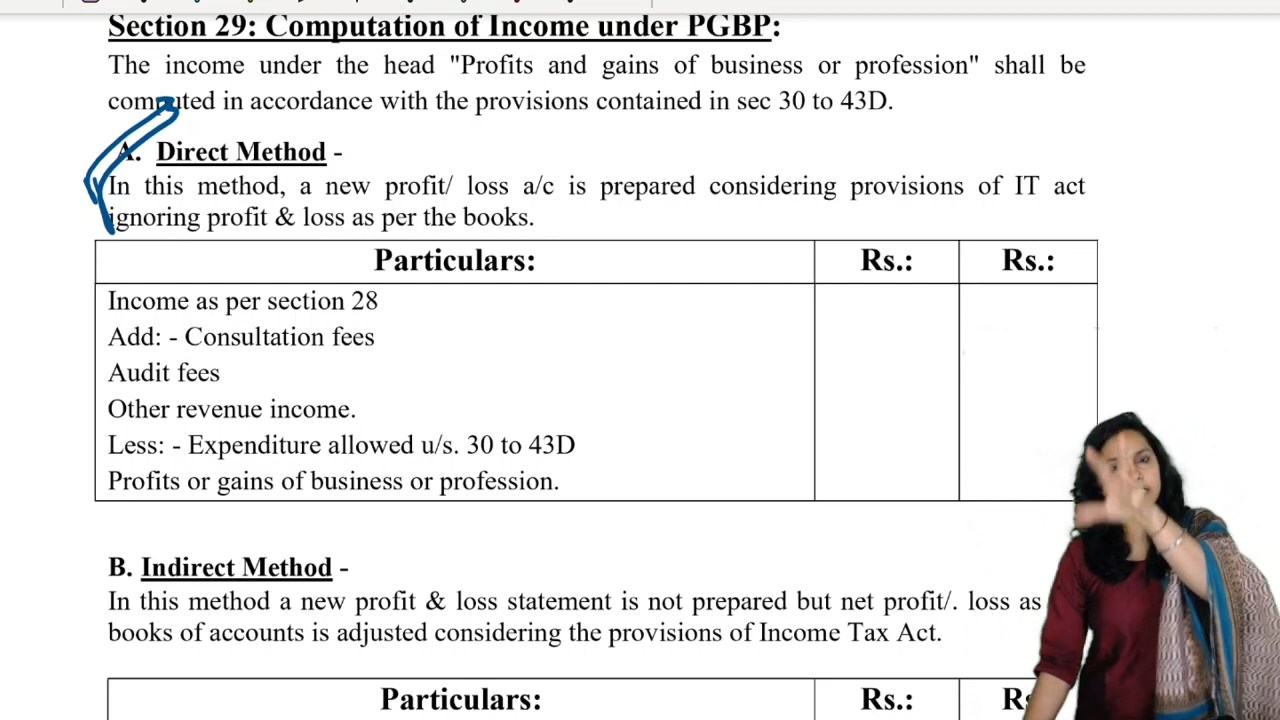 Section 29: Computation of Income under PGBP:
The income under the head "Profits and gains of business or profession" shall be
computed in accordance with the provisions contained in sec 30 to 43D.
A. Direct Method -
In this method, a new profit/ loss a/c is prepared considering provisions of IT act
ignoring profit & loss as per the books.
Particulars: Rs.: Rs.:
Income as per section 28
Add: - Consultation fees
Audit fees
Other revenue income.
Less: - Expenditure allowed u/s. 30 to 43D
Profits or gains of business or profession.
B. Indirect Method -
In this method a new profit & loss statement is not prepared but net profit/. loss as
books of accounts is adjusted considering the provisions of Income Tax Act.
Particulars: Rs.: